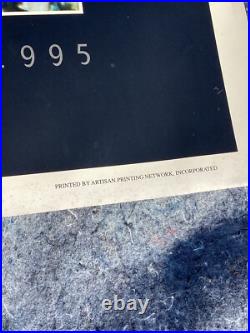 995
PRINTED BY ARTISAN PRINTING NETWORK, INCORPORATED